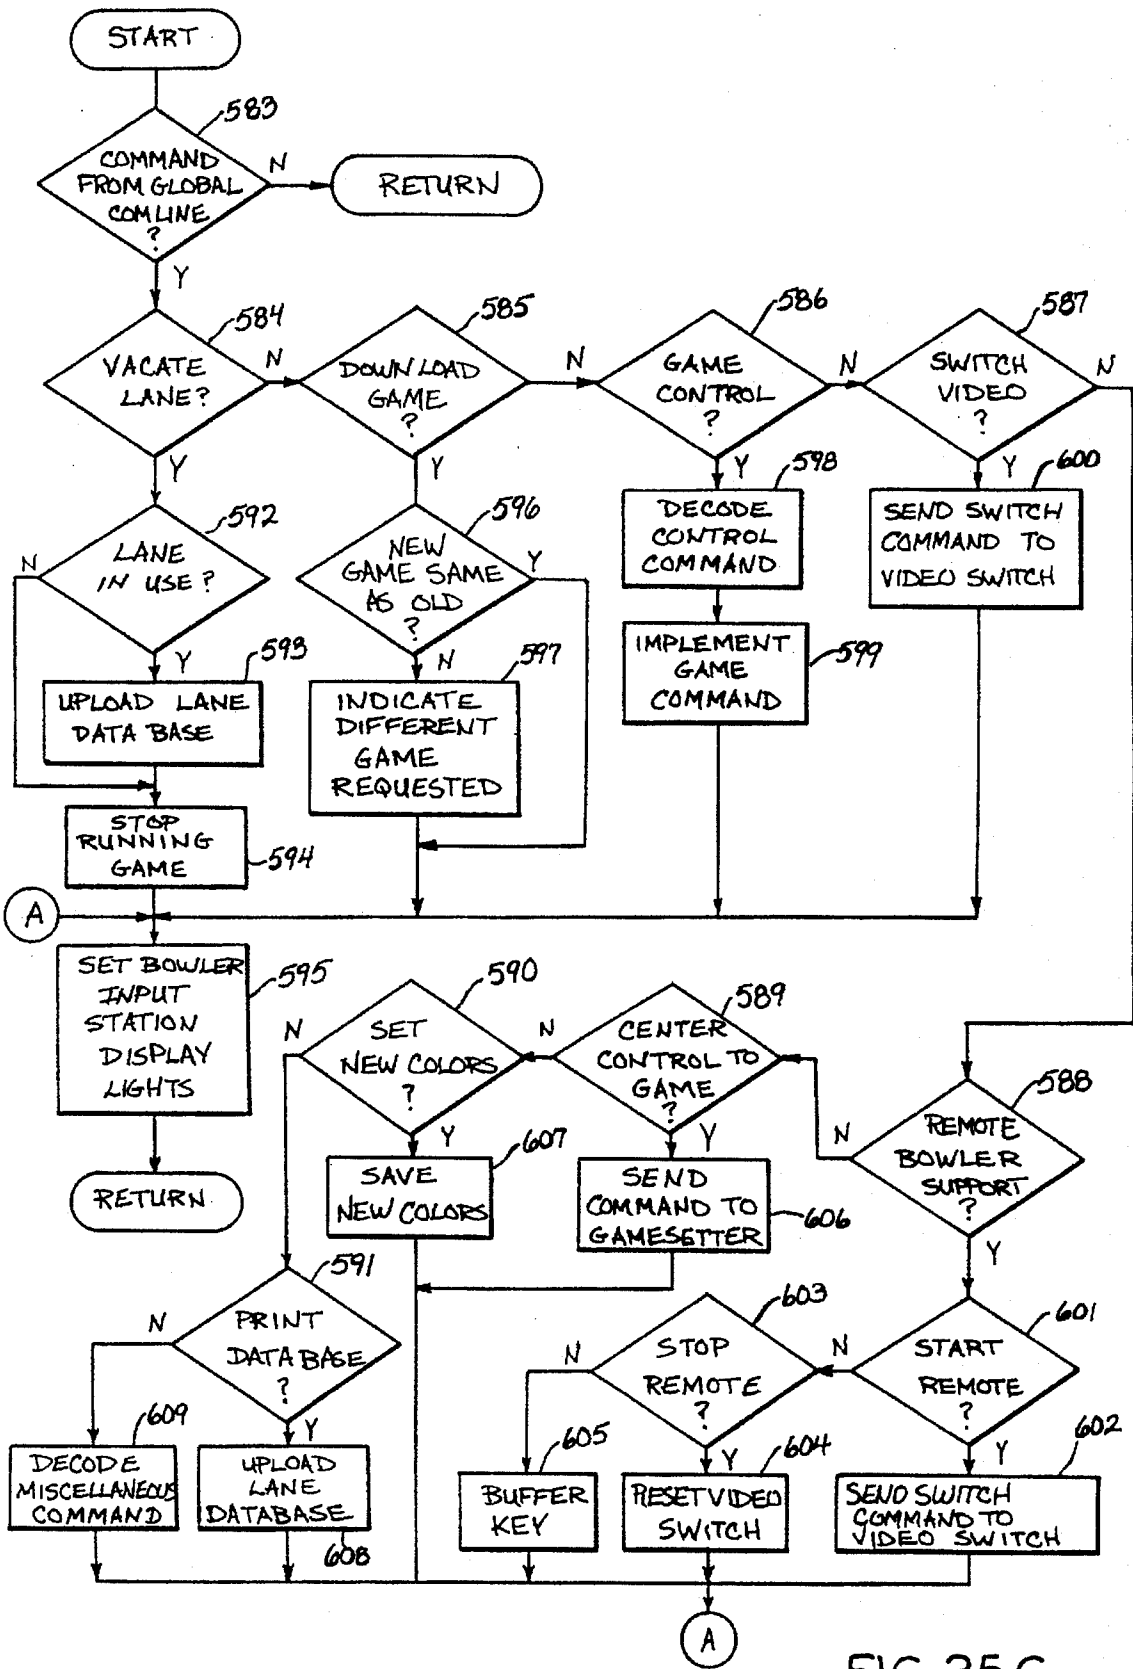 START
583
COMMAND
FROM GLOBAL
COMLINE
?
N
RETURN
Y
584
VACATE
LANE?
N
585
DOWNLOAD
GAME
?
N
586
GAME
CONTROL
?
N
587
SWITCH
VIDEO
?
N
Y
Y
Y
Y
592
LANE
IN USE?
N
Y
596
NEW
GAME SAME
AS OLD
?
Y
N
598
DECODE
CONTROL
COMMAND
600
SEND SWITCH
COMMAND TO
VIDEO SWITCH
593
UPLOAD LANE
DATA BASE
597
INDICATE
DIFFERENT
GAME
REQUESTED
IMPLEMENT
GAME
COMMAND
599
STOP
RUNNING
GAME
594
A
SET BOWLER
INPUT
STATION
DISPLAY
LIGHTS
595
RETURN
590
SET
NEW COLORS
?
N
Y
589
CENTER
CONTROL TO
GAME
?
N
Y
588
REMOTE
BOWLER
SUPPORT
?
N
Y
607
SAVE
NEW COLORS
SEND
COMMAND TO
GAMESETTER
606
591
PRINT
DATA BASE
?
N
Y
603
STOP
REMOTE
?
N
Y
601
START
REMOTE
?
N
Y
609
DECODE
MISCELLANEOUS
COMMAND
UPLOAD
LANE
DATABASE
608
605
BUFFER
KEY
604
RESET VIDEO
SWITCH
602
SEND SWITCH
COMMAND TO
VIDEO SWITCH
A